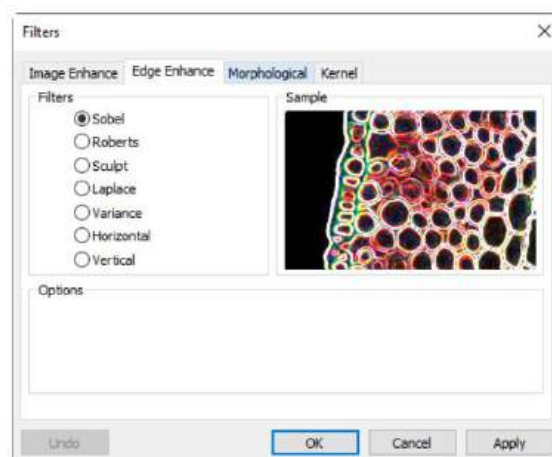 Filters
Image Enhance Edge Enhance Morphological Kernel
Filters
Sobel
Roberts
Sculpt
Laplace
Variance
Horizontal
Vertical
Sample
Options
Undo OK Cancel Apply